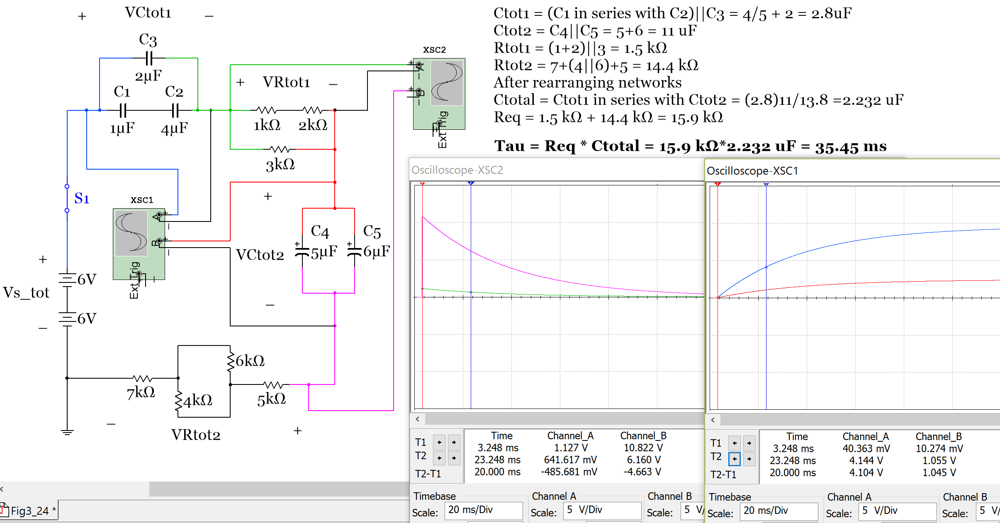 + VCtot1 −
C3
2µF
C1
C2
1µF
4µF
+ VRtot1 −
1kΩ
2kΩ
3kΩ
XSC2
+
A
−
+
B
−
Ext Trig
+
S1
XSC1
A
+
−
B
+
−
Ext Trig
+
−
+
VCtot2
−
C4
+
5µF
C5
+
6µF
+
6V
Vs_tot
6V
−
6kΩ
7kΩ
4kΩ
5kΩ
− VRtot2 +
Ctot1 = (C1 in series with C2)||C3 = 4/5 + 2 = 2.8uF
Ctot2 = C4||C5 = 5+6 = 11 uF
Rtot1 = (1+2)||3 = 1.5 kΩ
Rtot2 = 7+(4||6)+5 = 14.4 kΩ
After rearranging networks
Ctotal = Ctot1 in series with Ctot2 = (2.8)11/13.8 =2.232 uF
Req = 1.5 kΩ + 14.4 kΩ = 15.9 kΩ
Tau = Req * Ctotal = 15.9 kΩ*2.232 uF = 35.45 ms
Oscilloscope-XSC2
Time Channel_A Channel_B
T1 3.248 ms 1.127 V 10.822 V
T2 23.248 ms 641.617 mV 6.160 V
T2-T1 20.000 ms -485.681 mV -4.663 V
Timebase Channel A Channel B
Scale: 20 ms/Div Scale: 5 V/Div Scale: 5 V/
Oscilloscope-XSC1
Time Channel_A Channel_B
T1 3.248 ms 40.363 mV 10.274 mV
T2 23.248 ms 4.144 V 1.055 V
T2-T1 20.000 ms 4.104 V 1.045 V
Timebase Channel A Channel B
Scale: 20 ms/Div Scale: 5 V/Div Scale: 5 V/
Fig3_24 *